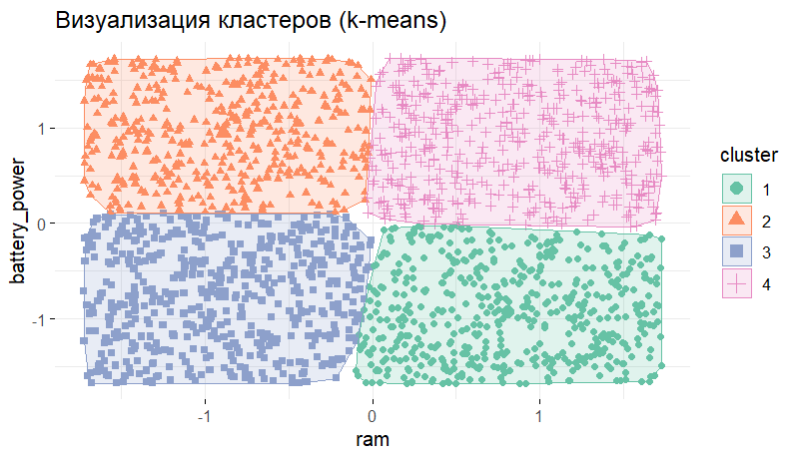 Визуализация кластеров (k-means)
battery_power
1
0
-1
-1
0
1
ram
cluster
1
2
3
4